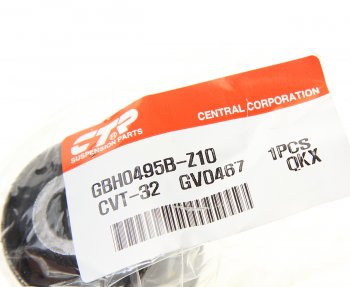 CTR®
SUSPENSION PARTS
CENTRAL CORPORATION
GBH0495B-Z10
CVT-32 GV0467
1PCS
QKX